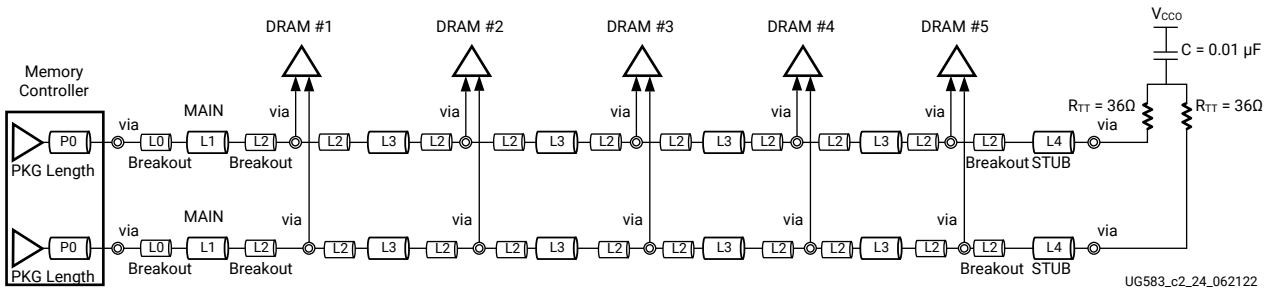 DRAM #1 DRAM #2 DRAM #3 DRAM #4 DRAM #5
V_CCO
C = 0.01 µF
Memory
Controller
R_TT = 36Ω R_TT = 36Ω
MAIN
via via via via via via via
P0 L0 L1 L2 L2 L3 L2 L2 L3 L2 L2 L3 L2 L2 L3 L2 L2 L4
PKG Length Breakout Breakout Breakout STUB
MAIN
via via via via via via via
P0 L0 L1 L2 L2 L3 L2 L2 L3 L2 L2 L3 L2 L2 L3 L2 L2 L4
PKG Length Breakout Breakout Breakout STUB
UG583_c2_24_062122